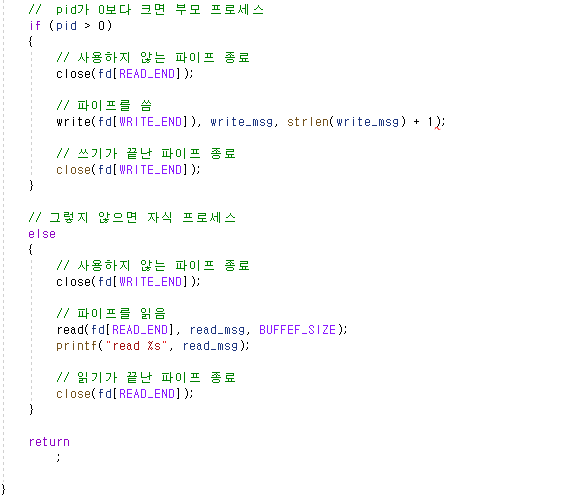 //  pid가 0보다 크면 부모 프로세스
if (pid > 0)
{
// 사용하지 않는 파이프 종료
close(fd[READ_END]);
// 파이프를 씀
write(fd[WRITE_END]), write_msg, strlen(write_msg) + 1);
// 쓰기가 끝난 파이프 종료
close(fd[WRITE_END]);
}
// 그렇지 않으면 자식 프로세스
else
{
// 사용하지 않는 파이프 종료
close(fd[WRITE_END]);
// 파이프를 읽음
read(fd[READ_END], read_msg, BUFFEF_SIZE);
printf("read %s", read_msg);
// 읽기가 끝난 파이프 종료
close(fd[READ_END]);
}
return
;
}